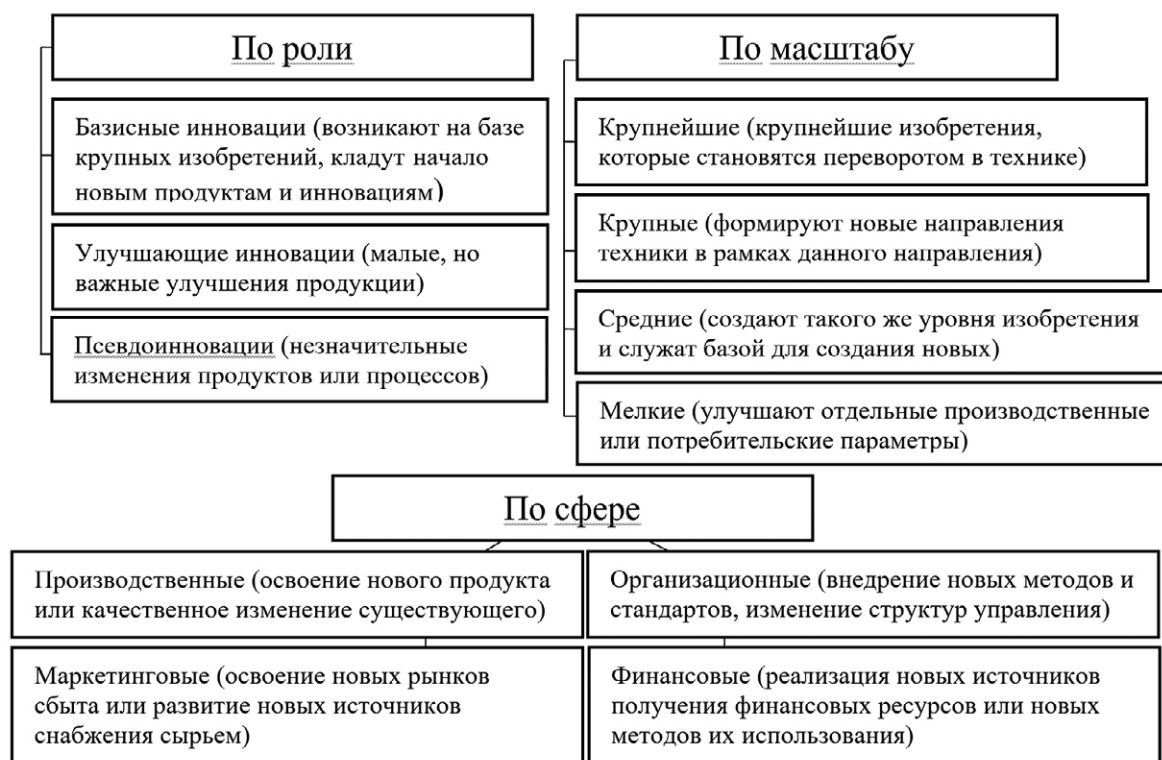 По роли
Базисные инновации (возникают на базе
крупных изобретений, кладут начало
новым продуктам и инновациям)
Улучшающие инновации (малые, но
важные улучшения продукции)
Псевдоинновации (незначительные
изменения продуктов или процессов)
По масштабу
Крупнейшие (крупнейшие изобретения,
которые становятся переворотом в технике)
Крупные (формируют новые направления
техники в рамках данного направления)
Средние (создают такого же уровня изобретения
и служат базой для создания новых)
Мелкие (улучшают отдельные производственные
или потребительские параметры)
По сфере
Производственные (освоение нового продукта
или качественное изменение существующего)
Организационные (внедрение новых методов и
стандартов, изменение структур управления)
Маркетинговые (освоение новых рынков
сбыта или развитие новых источников
снабжения сырьем)
Финансовые (реализация новых источников
получения финансовых ресурсов или новых
методов их использования)